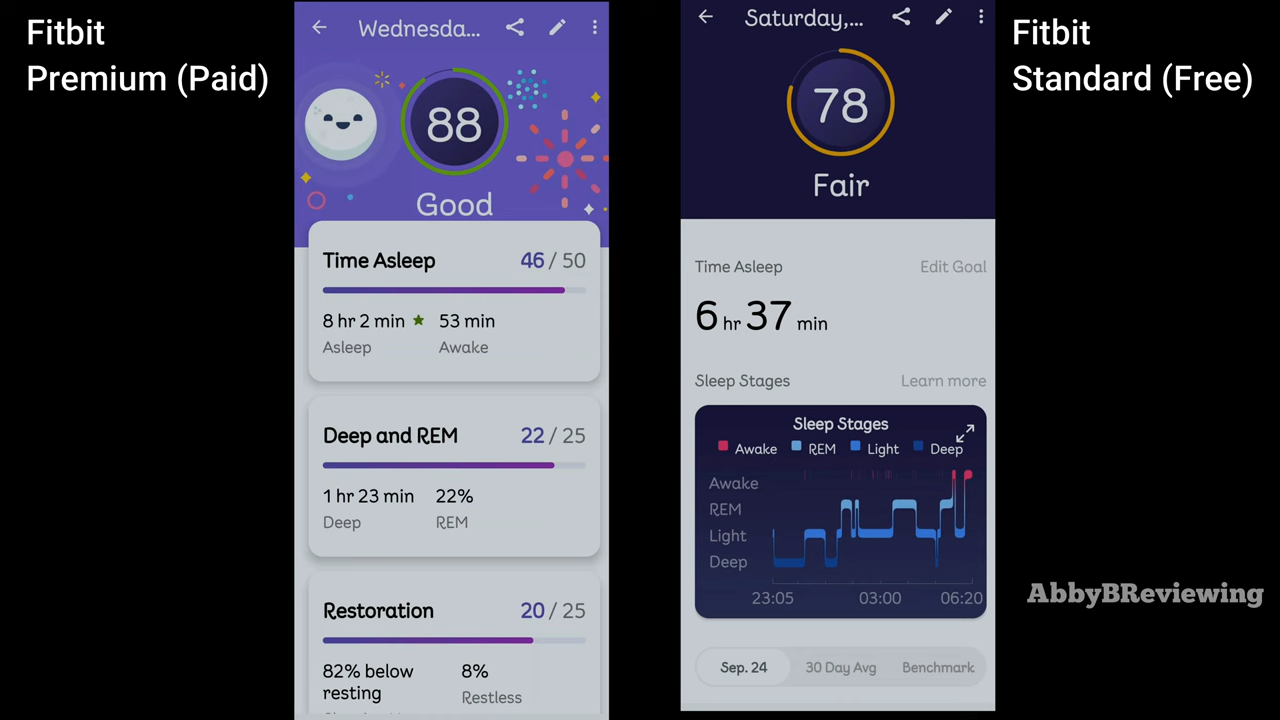 Fitbit
Premium (Paid)
Wednesda...
88
Good
Time Asleep 46 / 50
8 hr 2 min 53 min
Asleep Awake
Deep and REM 22 / 25
1 hr 23 min 22%
Deep REM
Restoration 20 / 25
82% below 8%
resting Restless
Saturday,...
78
Fair
Time Asleep Edit Goal
6 hr 37 min
Sleep Stages Learn more
Sleep Stages
Awake REM Light Deep
Awake
REM
Light
Deep
23:05 03:00 06:20
Sep. 24 30 Day Avg Benchmark
Fitbit
Standard (Free)
AbbyBReviewing